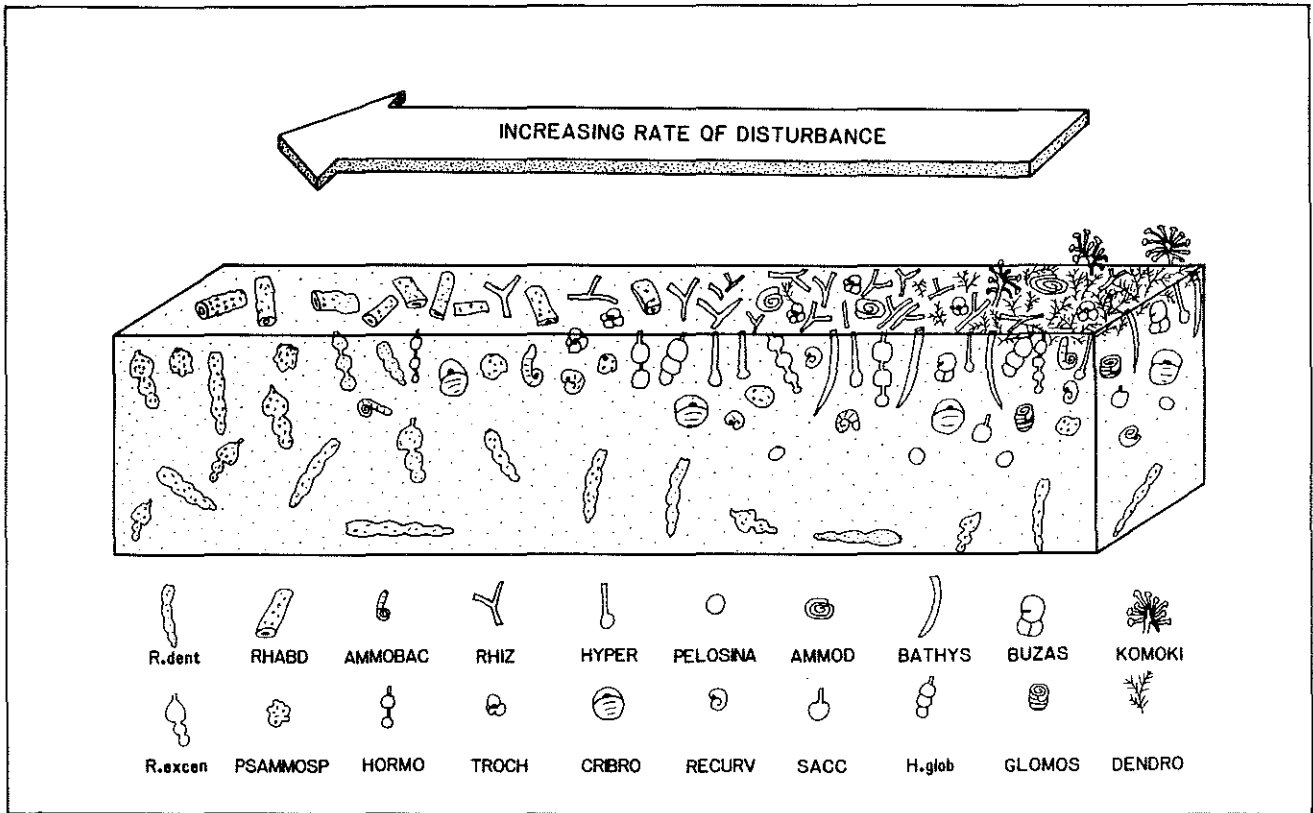 INCREASING RATE OF DISTURBANCE
R.dent RHABD AMMOBAC RHIZ HYPER PELOSINA AMMOD BATHYS BUZAS KOMOKI
R.excen PSAMMOSP HORMO TROCH CRIBRO RECURV SACC H.glob GLOMOS DENDRO